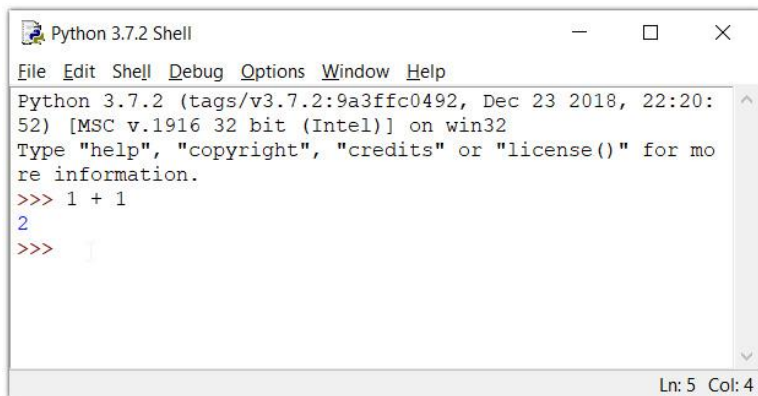 Python 3.7.2 Shell
File Edit Shell Debug Options Window Help
Python 3.7.2 (tags/v3.7.2:9a3ffc0492, Dec 23 2018, 22:20:
52) [MSC v.1916 32 bit (Intel)] on win32
Type "help", "copyright", "credits" or "license()" for mo
re information.
>>> 1 + 1
2
>>>
Ln: 5 Col: 4